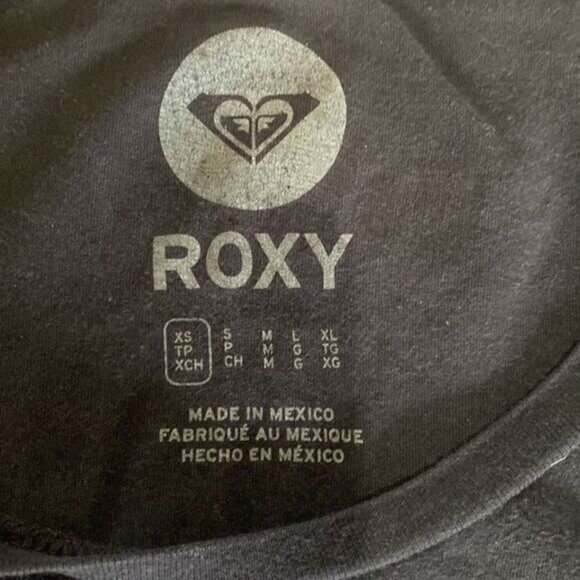 ROXY
XS S M L XL
TP P M G TG
XCH CH M G XG
MADE IN MEXICO
FABRIQUÉ AU MEXIQUE
HECHO EN MÉXICO